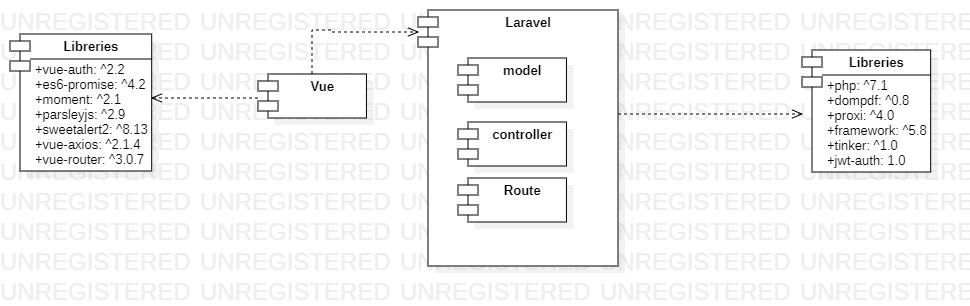 Libreries
+vue-auth: ^2.2
+es6-promise: ^4.2
+moment: ^2.1
+parsleyjs: ^2.9
+sweetalert2: ^8.13
+vue-axios: ^2.1.4
+vue-router: ^3.0.7
Vue
Laravel
model
controller
Route
Libreries
+php: ^7.1
+dompdf: ^0.8
+proxi: ^4.0
+framework: ^5.8
+tinker: ^1.0
+jwt-auth: 1.0
UNREGISTERED UNREGISTERED UNREGISTERED UNREGISTERED UNREGISTERED